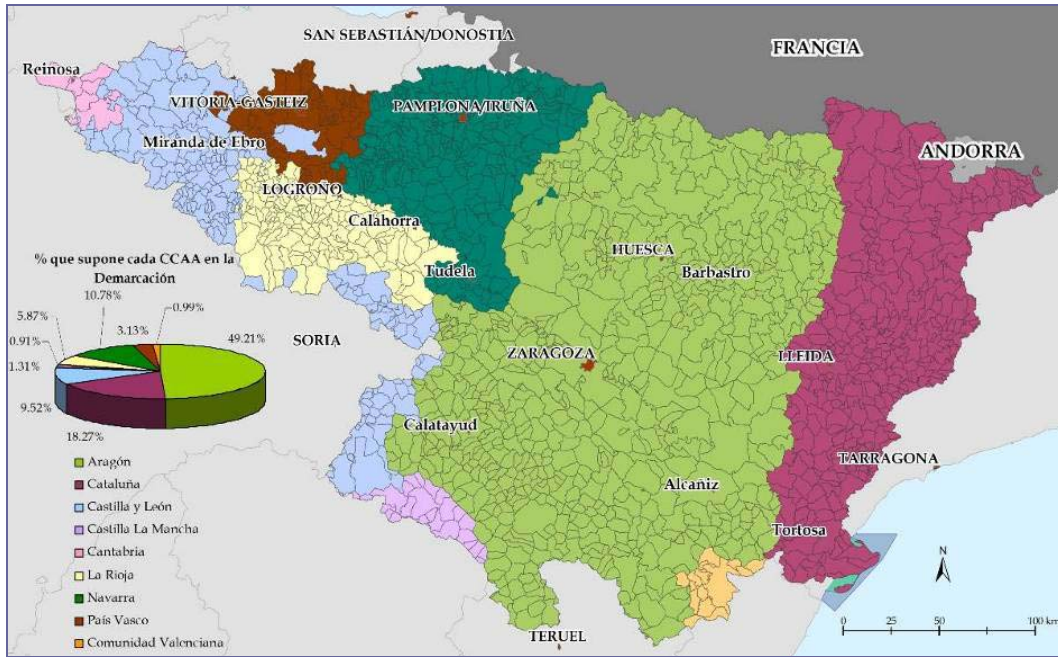 SAN SEBASTIÁN/DONOSTIA
FRANCIA
Reinosa
VITORIA-GASTEIZ
PAMPLONA/IRUÑA
Miranda de Ebro
ANDORRA
LOGROÑO
Calahorra
HUESCA
Barbastro
Tudela
% que supone cada CCAA en la
Demarcación
10.78%
0.99%
5.87%
3.13%
49.21%
0.91%
1.31%
9.52%
18.27%
SORIA
ZARAGOZA
LLEIDA
Calatayud
TARRAGONA
Alcañiz
Tortosa
Aragón
Cataluña
Castilla y León
Castilla La Mancha
Cantabria
La Rioja
Navarra
País Vasco
Comunidad Valenciana
TERUEL
N
0 25 50 100 km